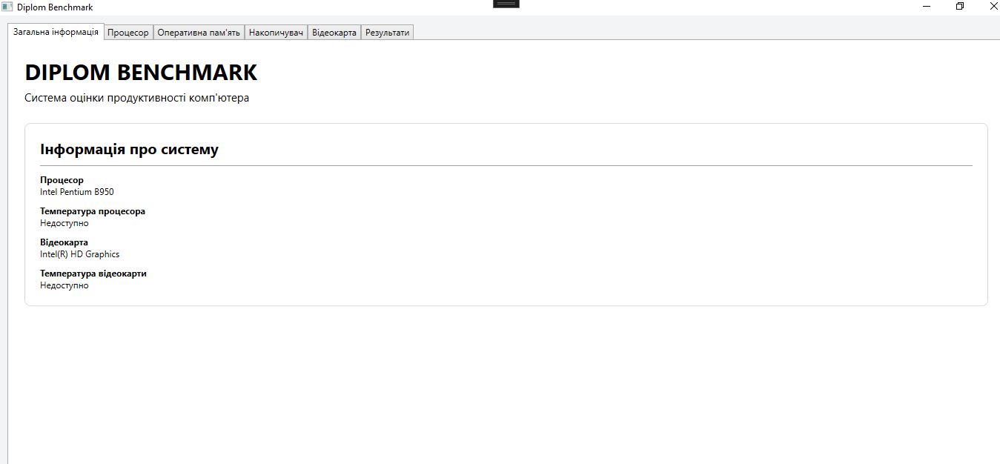 Diplom Benchmark
Загальна інформація Процесор Оперативна пам'ять Накопичувач Відеокарта Результати
DIPLOM BENCHMARK
Система оцінки продуктивності комп'ютера
Інформація про систему
Процесор
Intel Pentium B950
Температура процесора
Недоступно
Відеокарта
Intel(R) HD Graphics
Температура відеокарти
Недоступно